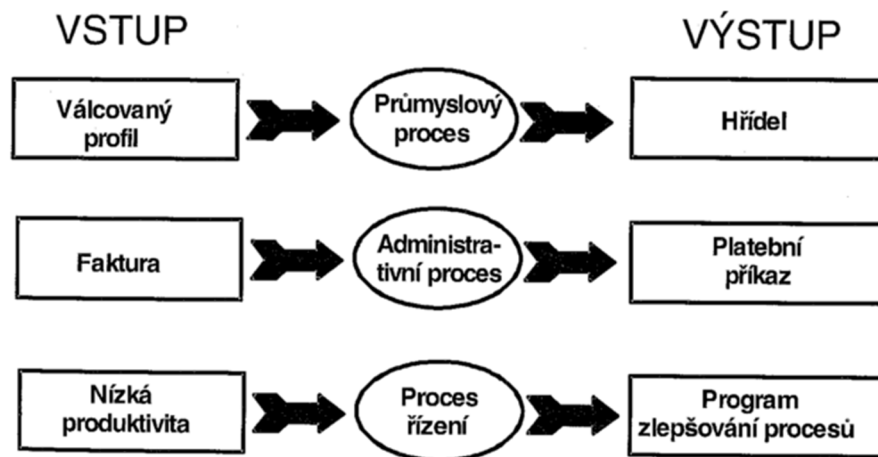 VSTUP
VÝSTUP
Válcovaný
profil
Průmyslový
proces
Hřídel
Faktura
Administra-
tivní proces
Platební
příkaz
Nízká
produktivita
Proces
řízení
Program
zlepšování procesů